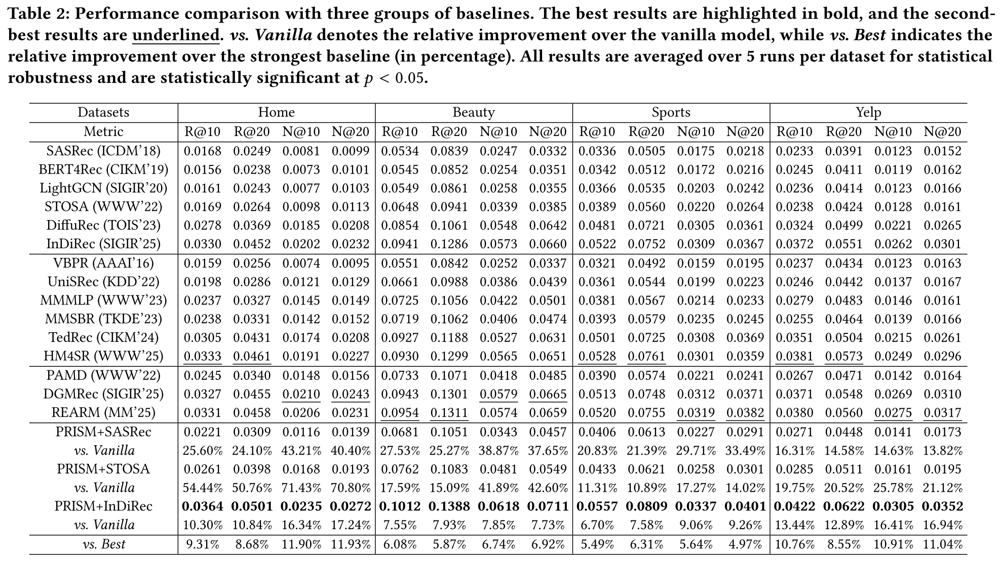 Table 2: Performance comparison with three groups of baselines. The best results are highlighted in bold, and the second-
best results are underlined. vs. Vanilla denotes the relative improvement over the vanilla model, while vs. Best indicates the
relative improvement over the strongest baseline (in percentage). All results are averaged over 5 runs per dataset for statistical
robustness and are statistically significant at p < 0.05.
Datasets Home Beauty Sports Yelp
Metric R@10 R@20 N@10 N@20 R@10 R@20 N@10 N@20 R@10 R@20 N@10 N@20 R@10 R@20 N@10 N@20
SASRec (ICDM'18) 0.0168 0.0249 0.0081 0.0099 0.0534 0.0839 0.0247 0.0332 0.0336 0.0505 0.0175 0.0218 0.0233 0.0391 0.0123 0.0152
BERT4Rec (CIKM'19) 0.0156 0.0238 0.0073 0.0101 0.0545 0.0852 0.0254 0.0351 0.0342 0.0512 0.0172 0.0216 0.0245 0.0411 0.0119 0.0162
LightGCN (SIGIR'20) 0.0161 0.0243 0.0077 0.0103 0.0549 0.0861 0.0258 0.0355 0.0366 0.0535 0.0203 0.0242 0.0236 0.0414 0.0123 0.0166
STOSA (WWW'22) 0.0169 0.0264 0.0098 0.0113 0.0648 0.0941 0.0339 0.0385 0.0389 0.0560 0.0220 0.0264 0.0238 0.0424 0.0128 0.0161
DiffuRec (TOIS'23) 0.0278 0.0369 0.0185 0.0208 0.0854 0.1061 0.0548 0.0642 0.0481 0.0721 0.0305 0.0361 0.0324 0.0499 0.0221 0.0265
InDiRec (SIGIR'25) 0.0330 0.0452 0.0202 0.0232 0.0941 0.1286 0.0573 0.0660 0.0522 0.0752 0.0309 0.0367 0.0372 0.0551 0.0262 0.0301
VBPR (AAAI'16) 0.0159 0.0256 0.0074 0.0095 0.0551 0.0842 0.0252 0.0337 0.0321 0.0492 0.0159 0.0195 0.0237 0.0434 0.0123 0.0163
UniSRec (KDD'22) 0.0198 0.0286 0.0121 0.0129 0.0661 0.0988 0.0386 0.0439 0.0361 0.0544 0.0199 0.0223 0.0246 0.0442 0.0137 0.0167
MMMLP (WWW'23) 0.0237 0.0327 0.0145 0.0149 0.0725 0.1056 0.0422 0.0501 0.0381 0.0567 0.0214 0.0233 0.0279 0.0483 0.0146 0.0161
MMSBR (TKDE'23) 0.0238 0.0331 0.0142 0.0152 0.0719 0.1062 0.0406 0.0474 0.0393 0.0579 0.0235 0.0245 0.0255 0.0464 0.0139 0.0166
TedRec (CIKM'24) 0.0305 0.0431 0.0174 0.0208 0.0927 0.1188 0.0527 0.0631 0.0501 0.0725 0.0308 0.0369 0.0351 0.0504 0.0215 0.0261
HM4SR (WWW'25) 0.0333 0.0461 0.0191 0.0227 0.0930 0.1299 0.0565 0.0651 0.0528 0.0761 0.0301 0.0359 0.0381 0.0573 0.0249 0.0296
PAMD (WWW'22) 0.0245 0.0340 0.0148 0.0156 0.0733 0.1071 0.0418 0.0485 0.0390 0.0574 0.0221 0.0241 0.0267 0.0471 0.0142 0.0164
DGMRec (SIGIR'25) 0.0327 0.0455 0.0210 0.0243 0.0943 0.1301 0.0579 0.0665 0.0513 0.0748 0.0312 0.0371 0.0371 0.0548 0.0269 0.0310
REARM (MM'25) 0.0331 0.0458 0.0206 0.0231 0.0954 0.1311 0.0574 0.0659 0.0520 0.0755 0.0319 0.0382 0.0380 0.0560 0.0275 0.0317
PRISM+SASRec 0.0221 0.0309 0.0116 0.0139 0.0681 0.1051 0.0343 0.0457 0.0406 0.0613 0.0227 0.0291 0.0271 0.0448 0.0141 0.0173
vs. Vanilla 25.60% 24.10% 43.21% 40.40% 27.53% 25.27% 38.87% 37.65% 20.83% 21.39% 29.71% 33.49% 16.31% 14.58% 14.63% 13.82%
PRISM+STOSA 0.0261 0.0398 0.0168 0.0193 0.0762 0.1083 0.0481 0.0549 0.0433 0.0621 0.0258 0.0301 0.0285 0.0511 0.0161 0.0195
vs. Vanilla 54.44% 50.76% 71.43% 70.80% 17.59% 15.09% 41.89% 42.60% 11.31% 10.89% 17.27% 14.02% 19.75% 20.52% 25.78% 21.12%
PRISM+InDiRec 0.0364 0.0501 0.0235 0.0272 0.1012 0.1388 0.0618 0.0711 0.0557 0.0809 0.0337 0.0401 0.0422 0.0622 0.0305 0.0352
vs. Vanilla 10.30% 10.84% 16.34% 17.24% 7.55% 7.93% 7.85% 7.73% 6.70% 7.58% 9.06% 9.26% 13.44% 12.89% 16.41% 16.94%
vs. Best 9.31% 8.68% 11.90% 11.93% 6.08% 5.87% 6.74% 6.92% 5.49% 6.31% 5.64% 4.97% 10.76% 8.55% 10.91% 11.04%